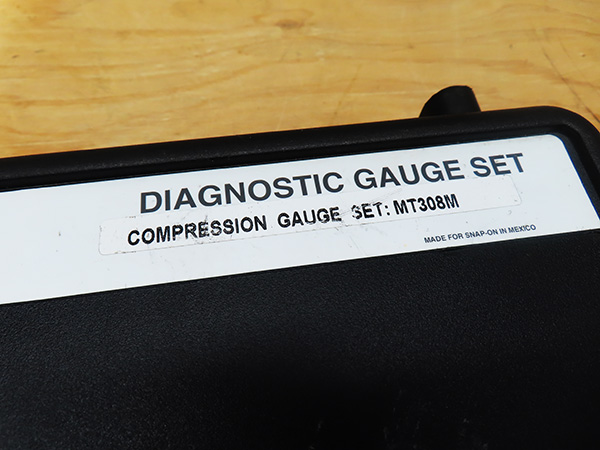 DIAGNOSTIC GAUGE SET
COMPRESSION GAUGE SET: MT308M
MADE FOR SNAP-ON IN MEXICO